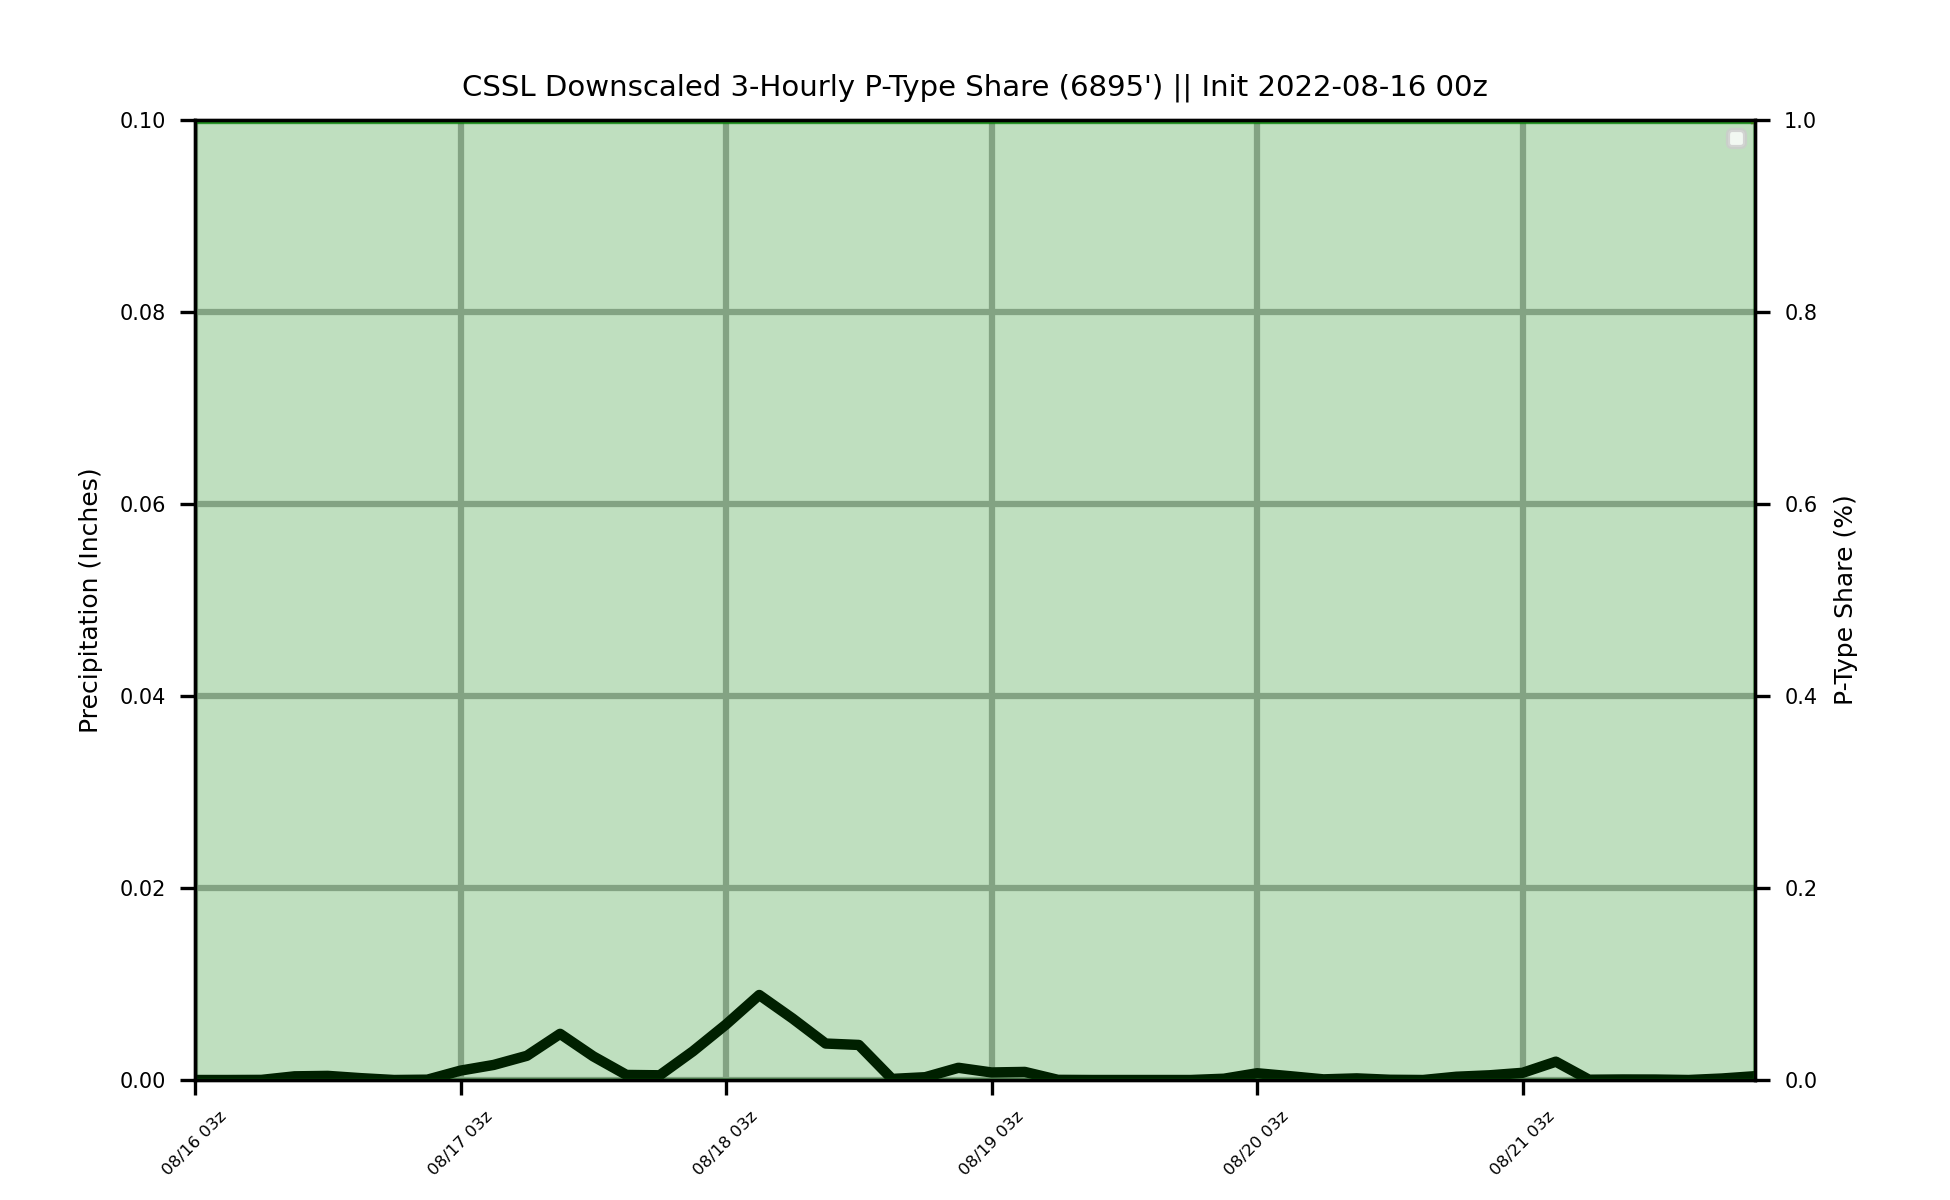 CSSL Downscaled 3-Hourly P-Type Share (6895') || Init 2022-08-16 00z
0.10
0.08
0.06
0.04
0.02
0.00
Precipitation (Inches)
1.0
0.8
0.6
0.4
0.2
0.0
P-Type Share (%)
08/16 03z
08/17 03z
08/18 03z
08/19 03z
08/20 03z
08/21 03z